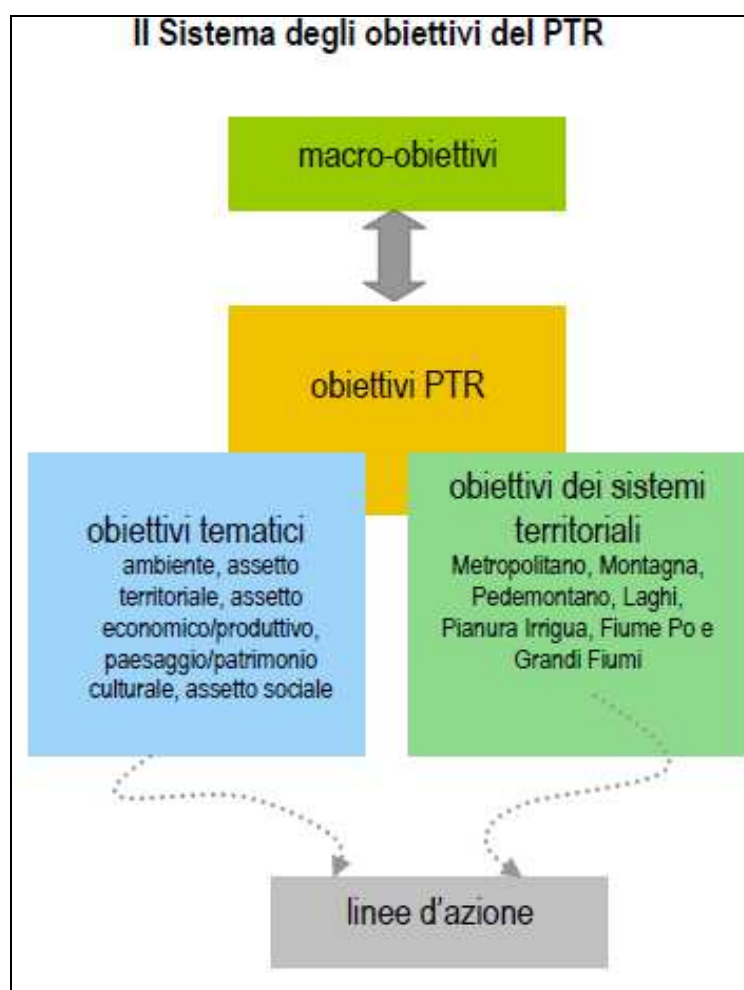 Il Sistema degli obiettivi del PTR
macro-obiettivi
obiettivi PTR
obiettivi tematici
ambiente, assetto
territoriale, assetto
economico/produttivo,
paesaggio/patrimonio
culturale, assetto sociale
obiettivi dei sistemi
territoriali
Metropolitano, Montagna,
Pedemontano, Laghi,
Pianura Irrigua, Fiume Po e
Grandi Fiumi
linee d'azione